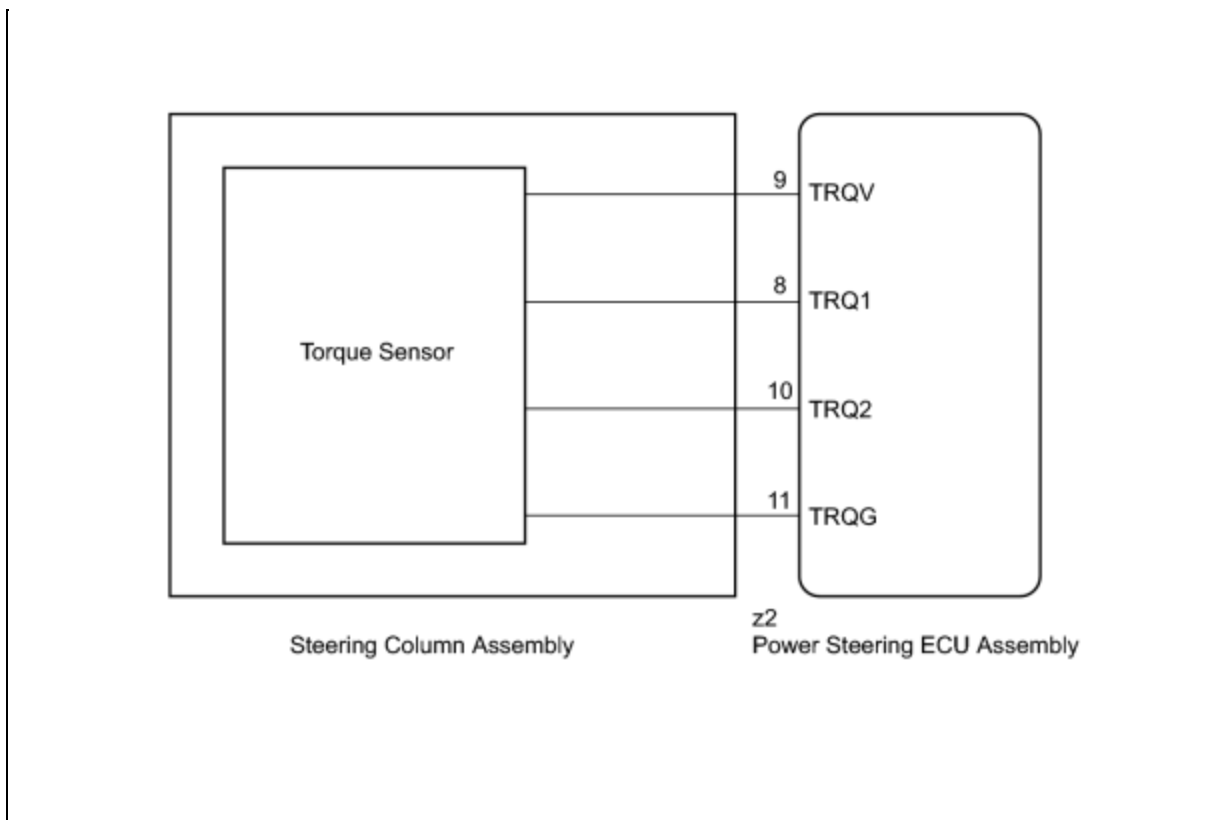 9 TRQV
8 TRQ1
Torque Sensor
10 TRQ2
11 TRQG
z2
Steering Column Assembly
Power Steering ECU Assembly